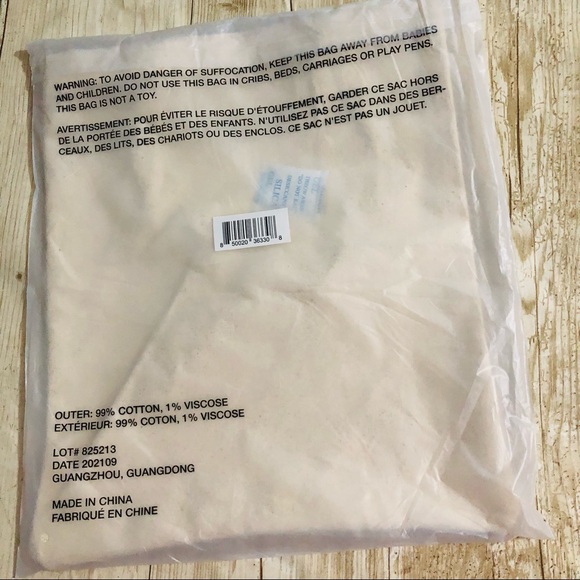 WARNING: TO AVOID DANGER OF SUFFOCATION, KEEP THIS BAG AWAY FROM BABIES
AND CHILDREN. DO NOT USE THIS BAG IN CRIBS, BEDS, CARRIAGES OR PLAY PENS.
THIS BAG IS NOT A TOY.
AVERTISSEMENT: POUR ÉVITER LE RISQUE D'ÉTOUFFEMENT, GARDER CE SAC HORS
DE LA PORTÉE DES BÉBÉS ET DES ENFANTS. N'UTILISEZ PAS CE SAC DANS DES BER-
CEAUX, DES LITS, DES CHARIOTS OU DES ENCLOS. CE SAC N'EST PAS UN JOUET.
8 50020 36330 8
OUTER: 99% COTTON, 1% VISCOSE
EXTÉRIEUR: 99% COTON, 1% VISCOSE
LOT# 825213
DATE 202109
GUANGZHOU, GUANGDONG
MADE IN CHINA
FABRIQUÉ EN CHINE